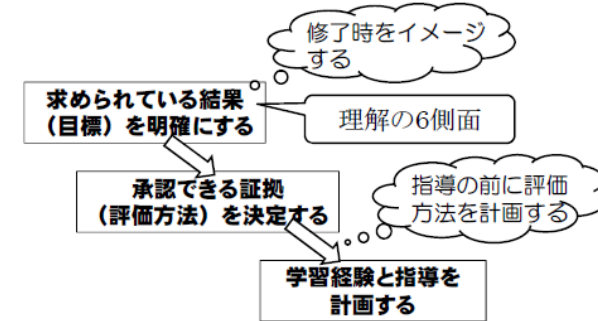 修了時をイメージ
する
求められている結果
（目標）を明確にする
理解の6側面
承認できる証拠
（評価方法）を決定する
指導の前に評価
方法を計画する
学習経験と指導を
計画する